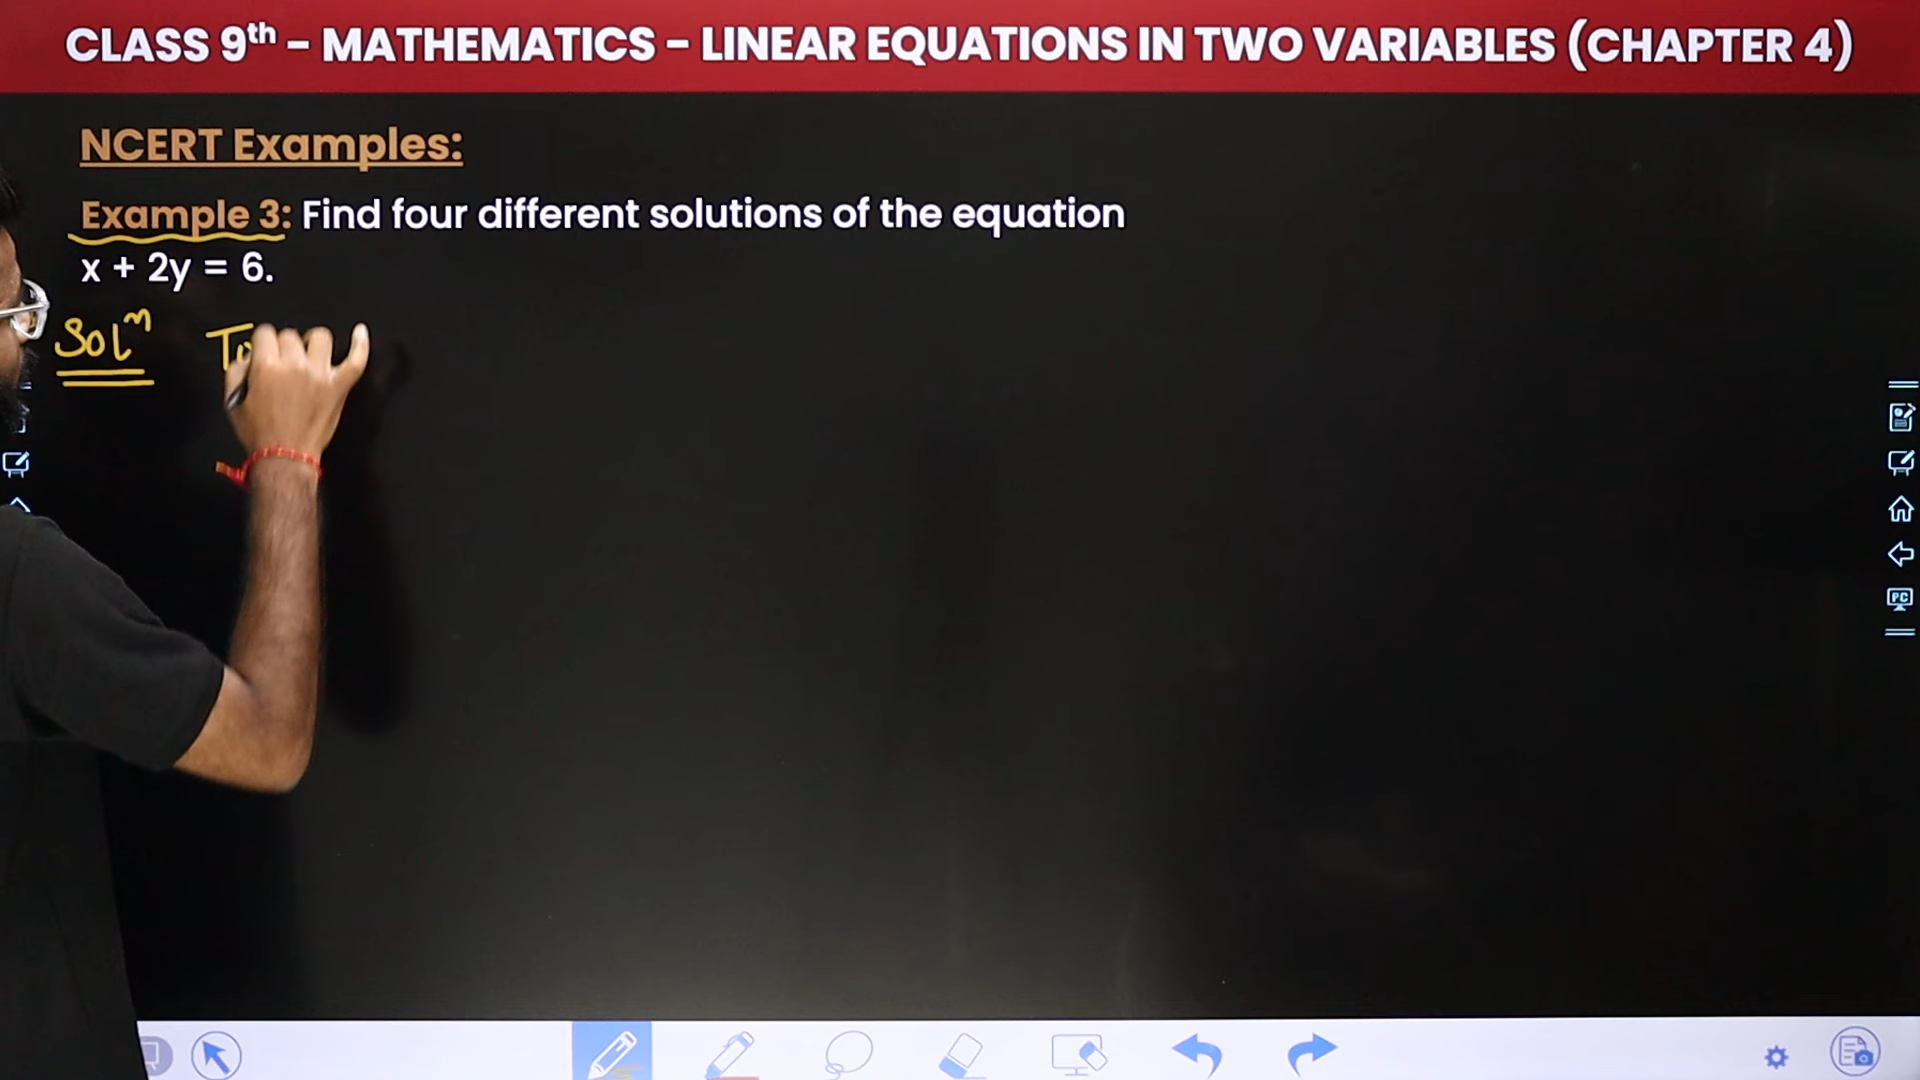 CLASS 9th - MATHEMATICS - LINEAR EQUATIONS IN TWO VARIABLES (CHAPTER 4)
NCERT Examples:
Example 3: Find four different solutions of the equation
x + 2y = 6.
Solⁿ
PC